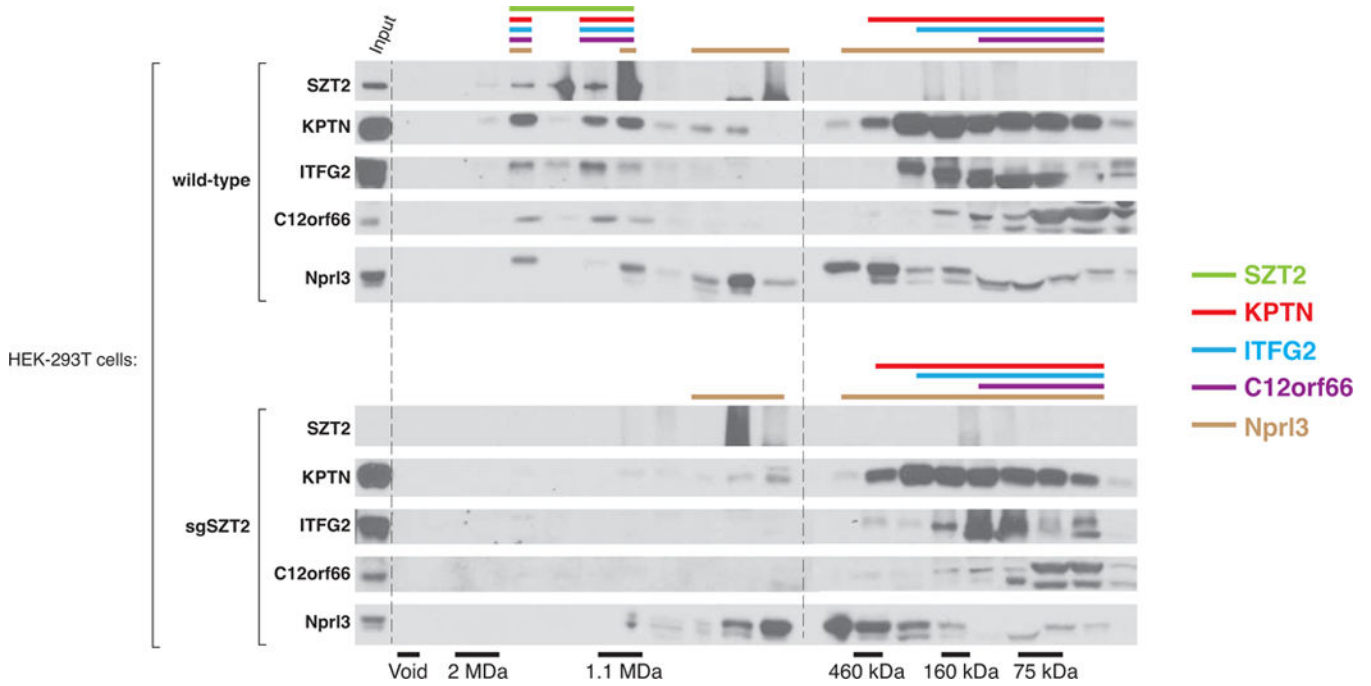 Input
SZT2
KPTN
ITFG2
C12orf66
Nprl3
wild-type
HEK-293T cells:
SZT2
KPTN
ITFG2
C12orf66
Nprl3
SZT2
KPTN
ITFG2
C12orf66
Nprl3
sgSZT2
Void 2 MDa 1.1 MDa 460 kDa 160 kDa 75 kDa